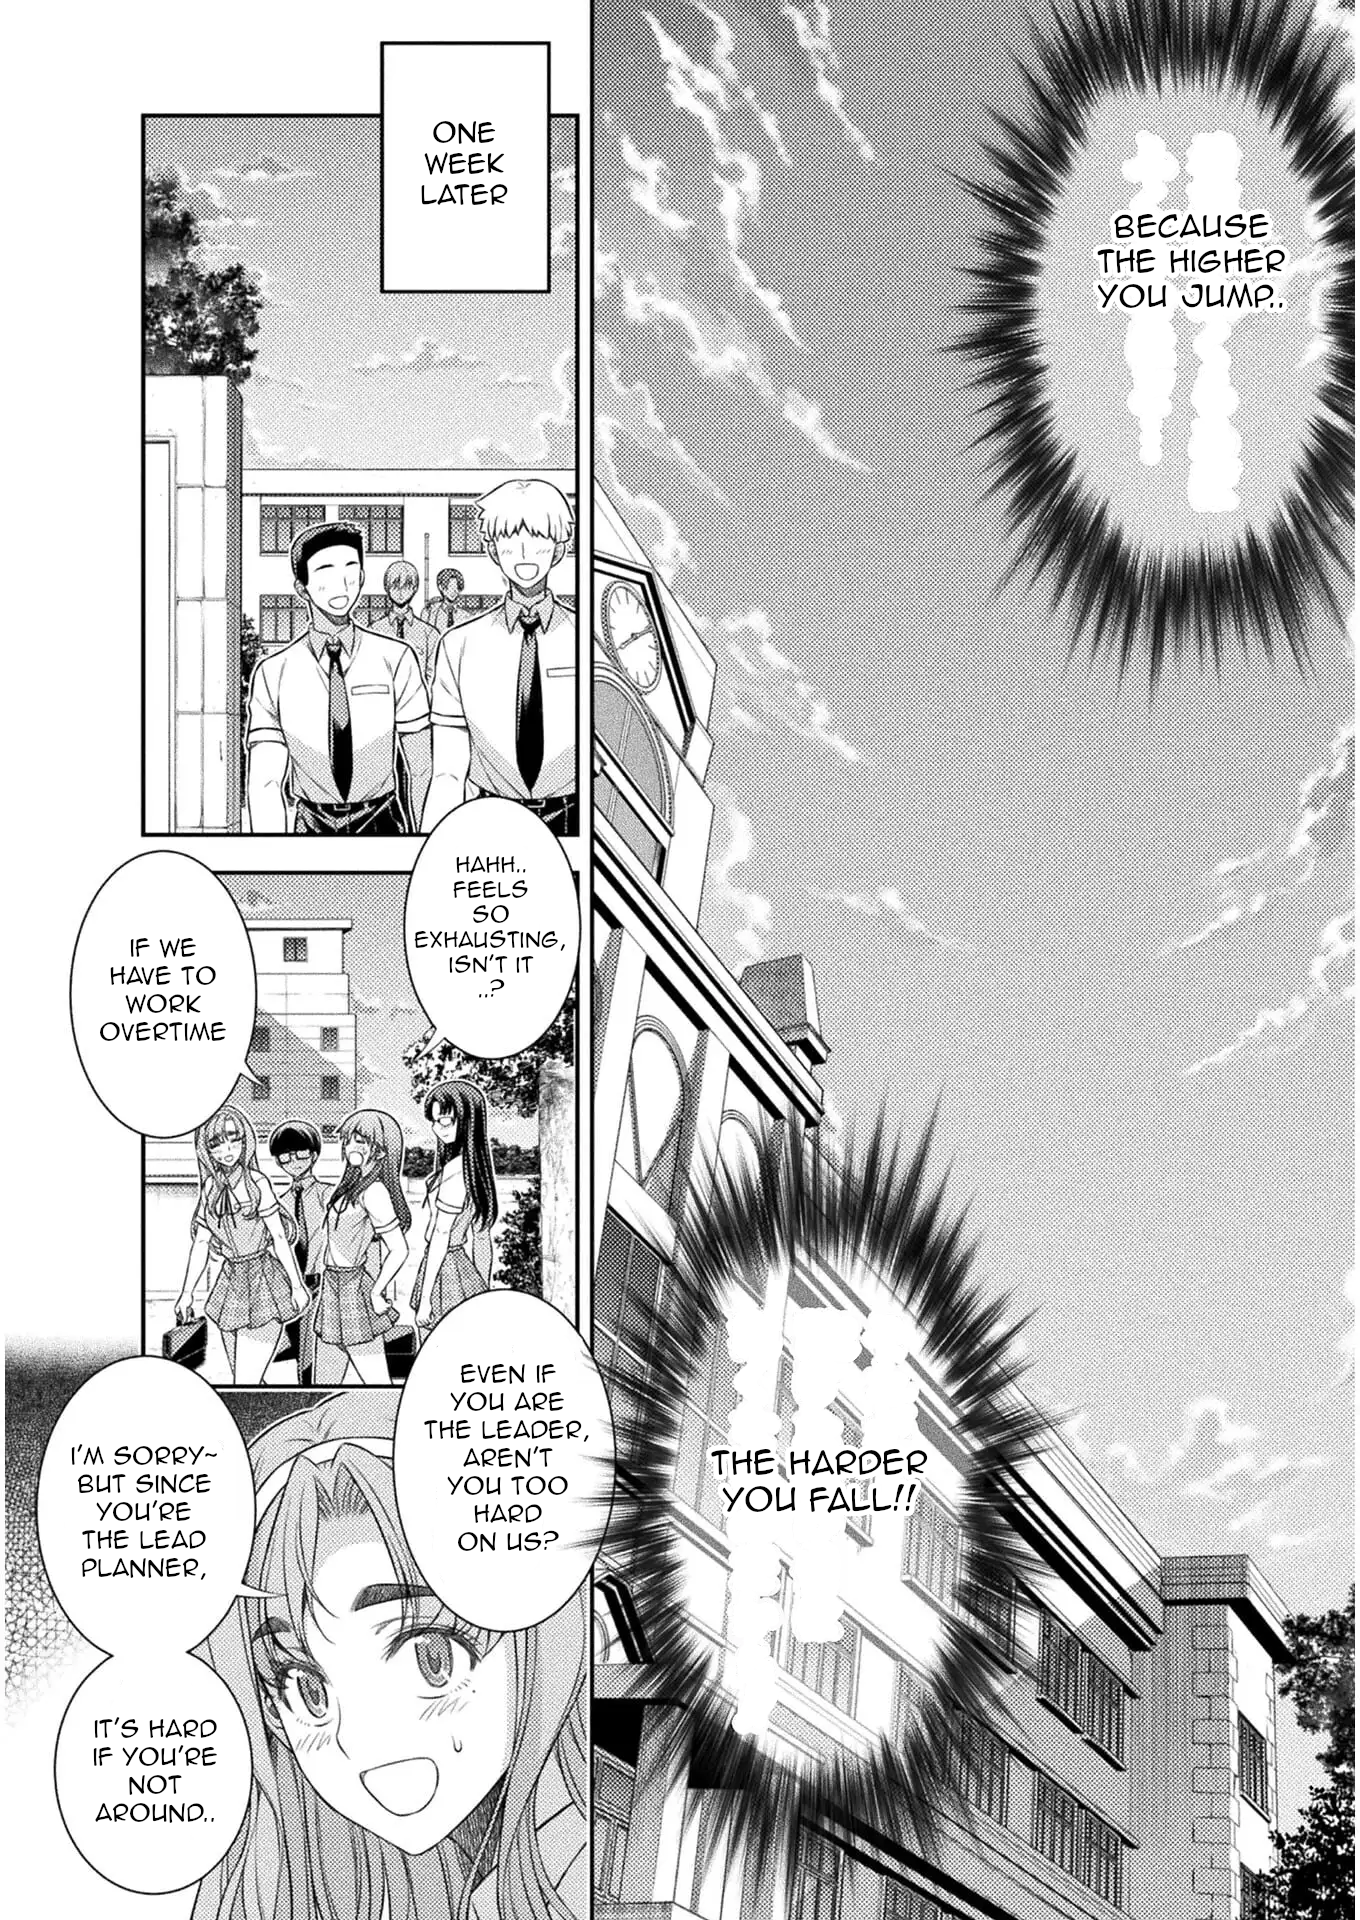 BECAUSE
THE HIGHER
YOU JUMP..
THE HARDER
YOU FALL!!
ONE
WEEK
LATER
HAHH..
FEELS
SO
EXHAUSTING,
ISN'T IT
..?
IF WE
HAVE TO
WORK
OVERTIME
EVEN IF
YOU ARE
THE LEADER,
AREN'T
YOU TOO
HARD
ON US?
I'M SORRY~
BUT SINCE
YOU'RE
THE LEAD
PLANNER,
IT'S HARD
IF YOU'RE
NOT
AROUND..